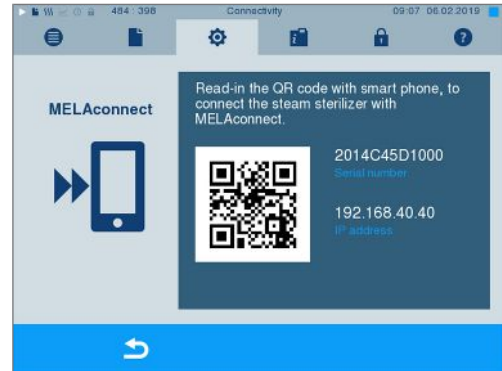 484 : 398 Connectivity 09:07 06.02.2019
MELAconnect
Read-in the QR code with smart phone, to
connect the steam sterilizer with
MELAconnect.
2014C45D1000
Serial number
192.168.40.40
IP address